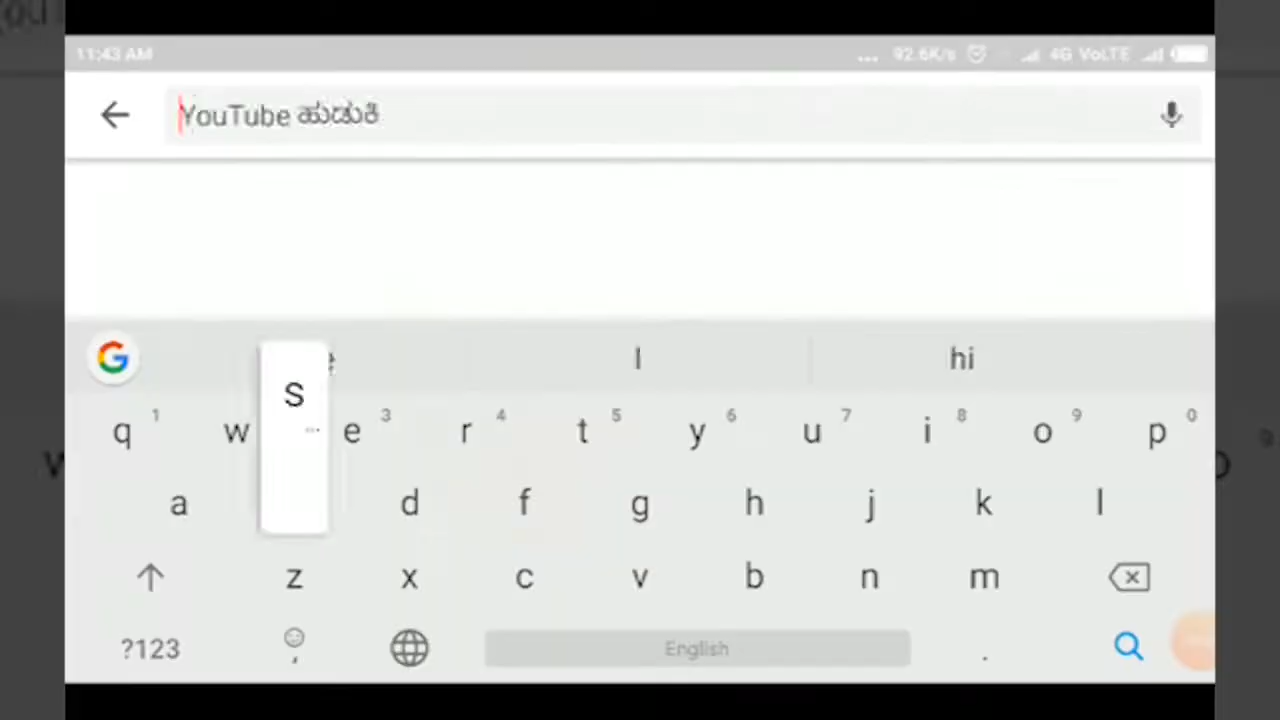 11:43 AM ... 92.6K/s 4G VoLTE
YouTube ಹುಡುಕಿ
G I hi
S
q 1 w e 3 r 4 t 5 y 6 u 7 i 8 o 9 p 0
a d f g h j k l
z x c v b n m
?123 , English .